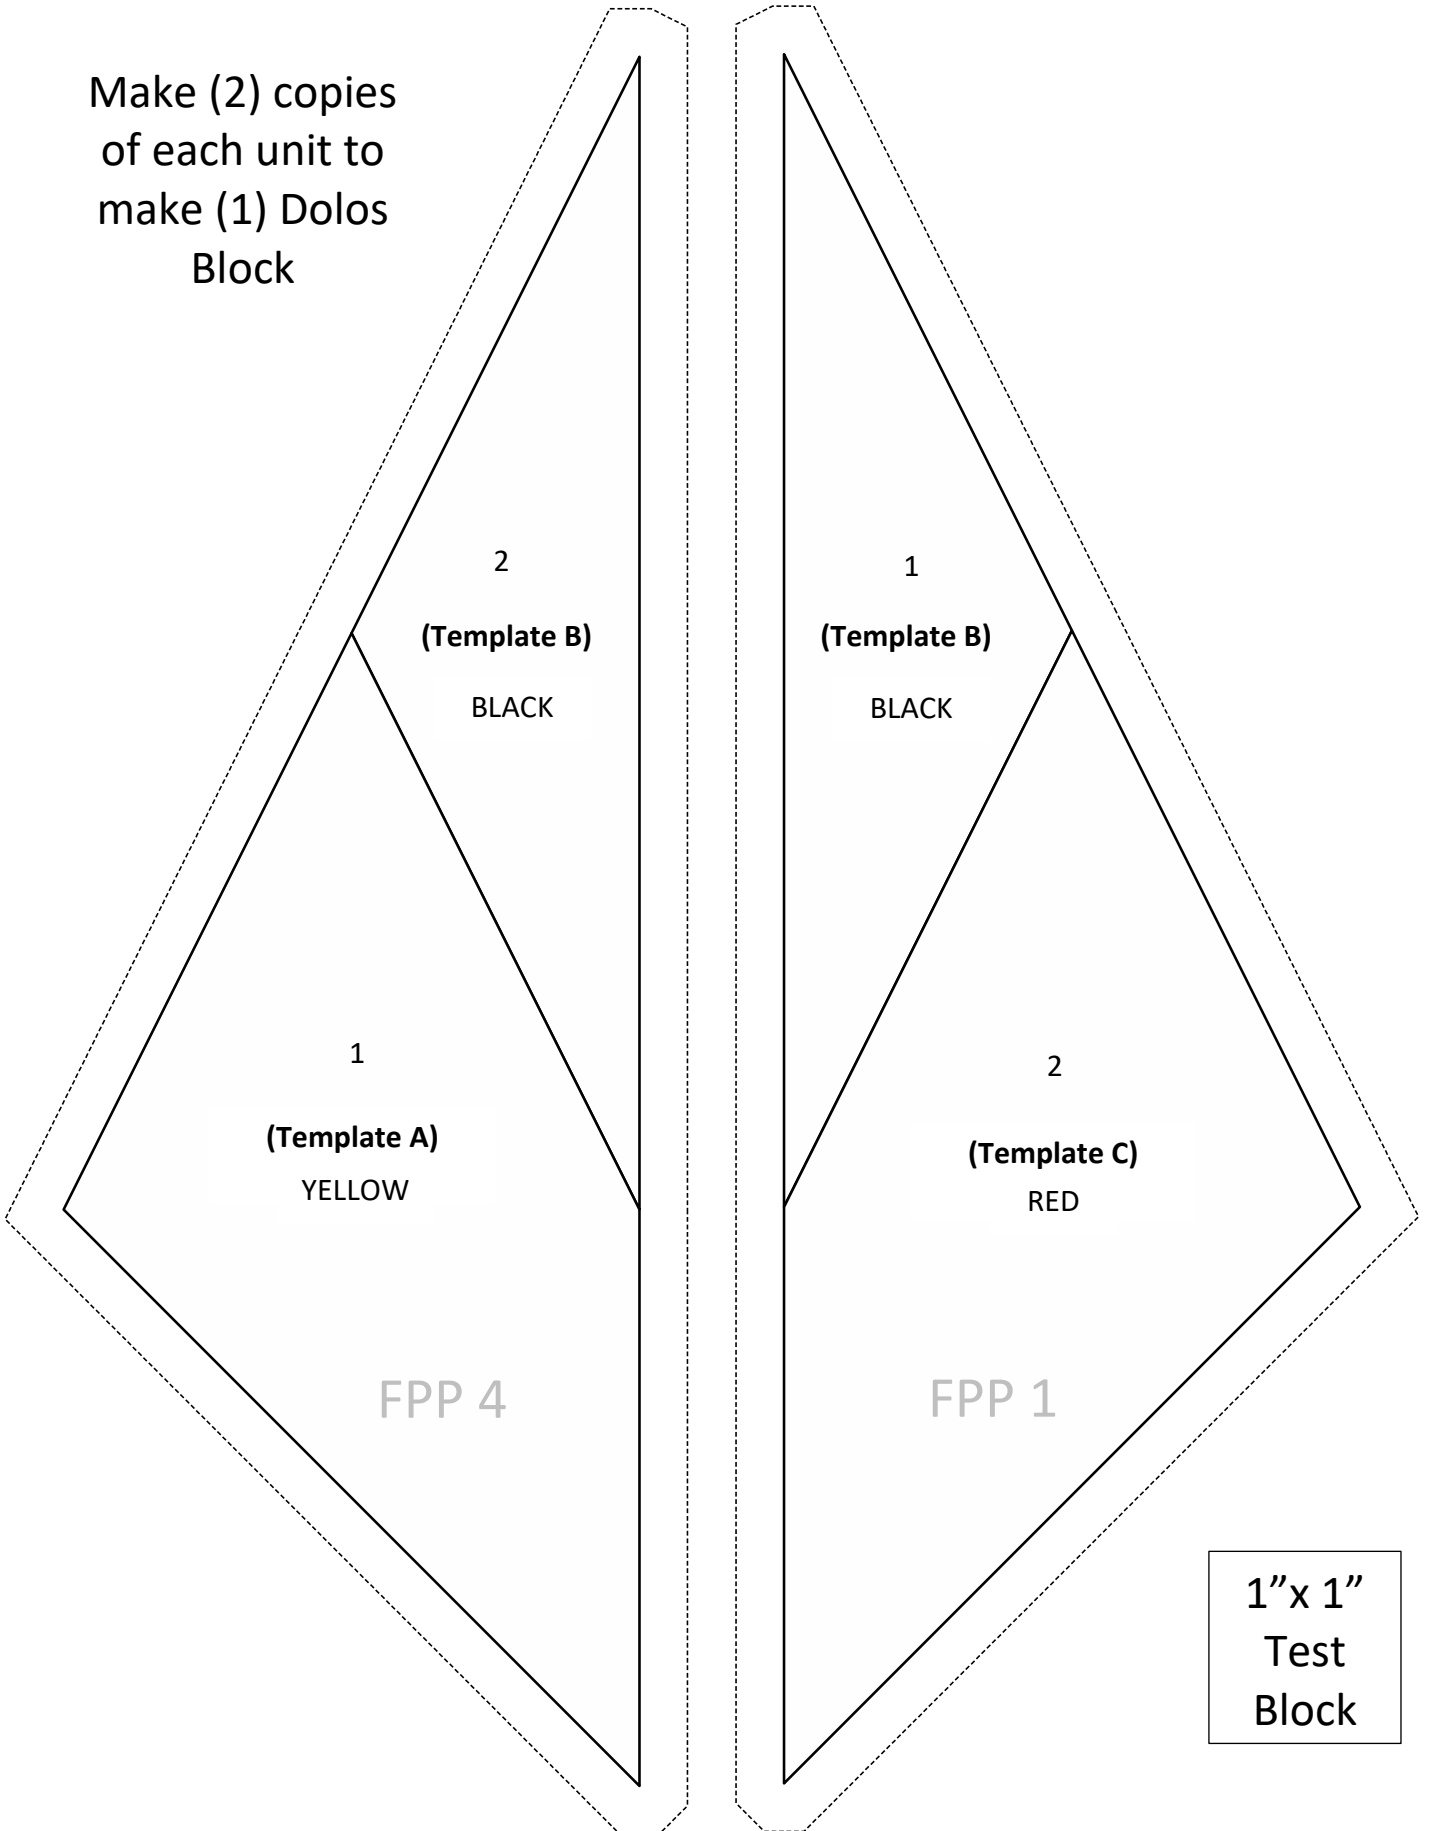 Make (2) copies
of each unit to
make (1) Dolos
Block
2
(Template B)
BLACK
1
(Template B)
BLACK
1
(Template A)
YELLOW
2
(Template C)
RED
FPP 4
FPP 1
1”x 1”
Test
Block